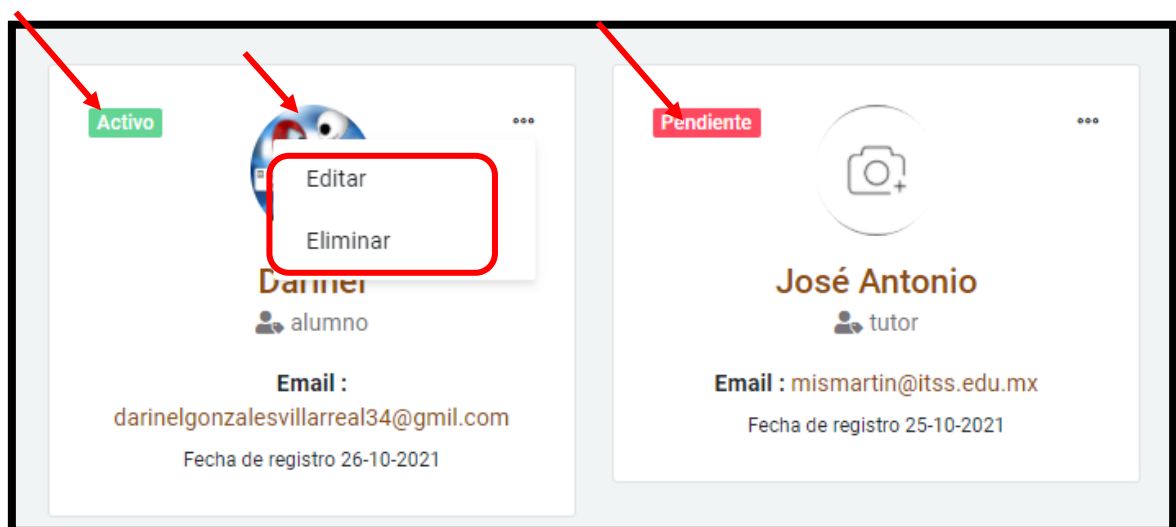 Activo
Editar
Eliminar
Darinel
alumno
Email :
darinelgonzalesvillarreal34@gmil.com
Fecha de registro 26-10-2021
Pendiente
José Antonio
tutor
Email : mismartin@itss.edu.mx
Fecha de registro 25-10-2021